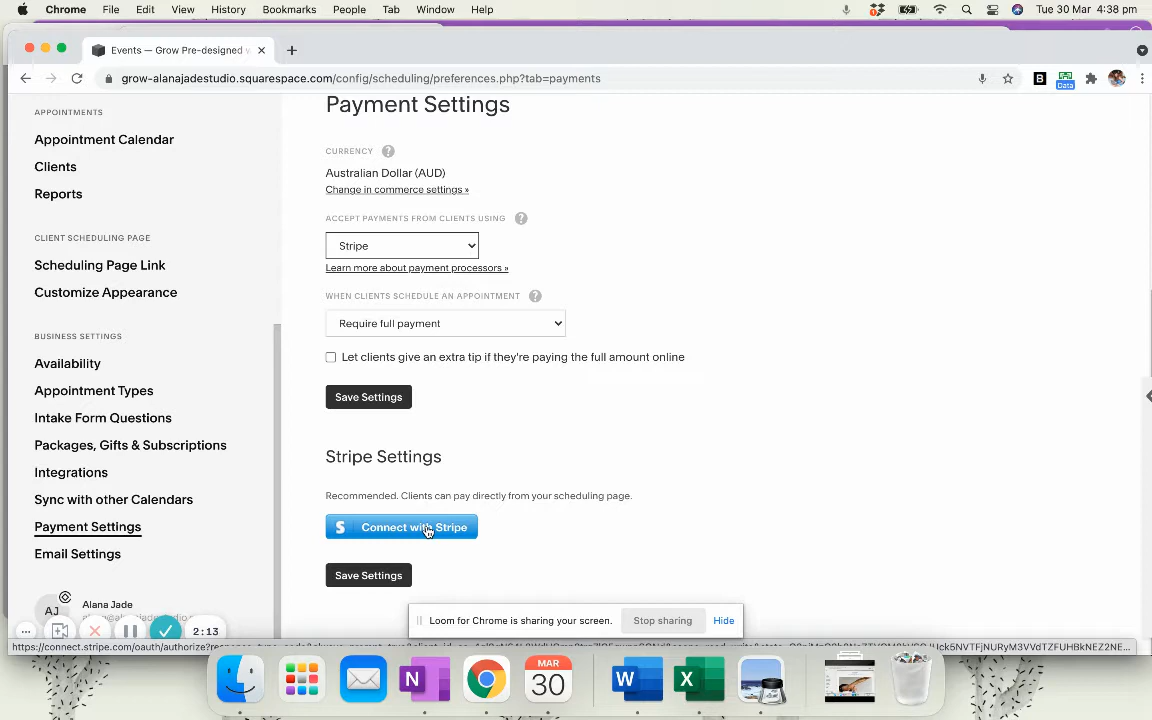 Chrome File Edit View History Bookmarks People Tab Window Help Tue 30 Mar 4:38 pm
Events — Grow Pre-designed
grow-alanajadestudio.squarespace.com/config/scheduling/preferences.php?tab=payments
B
Data
APPOINTMENTS
Appointment Calendar
Clients
Reports
CLIENT SCHEDULING PAGE
Scheduling Page Link
Customize Appearance
BUSINESS SETTINGS
Availability
Appointment Types
Intake Form Questions
Packages, Gifts & Subscriptions
Integrations
Sync with other Calendars
Payment Settings
Email Settings
AJ
Alana Jade
2:13
Payment Settings
CURRENCY ?
Australian Dollar (AUD)
Change in commerce settings »
ACCEPT PAYMENTS FROM CLIENTS USING ?
Stripe
Learn more about payment processors »
WHEN CLIENTS SCHEDULE AN APPOINTMENT ?
Require full payment
Let clients give an extra tip if they're paying the full amount online
Save Settings
Stripe Settings
Recommended. Clients can pay directly from your scheduling page.
S Connect with Stripe
Save Settings
Loom for Chrome is sharing your screen. Stop sharing Hide
MAR
30
N
W
X